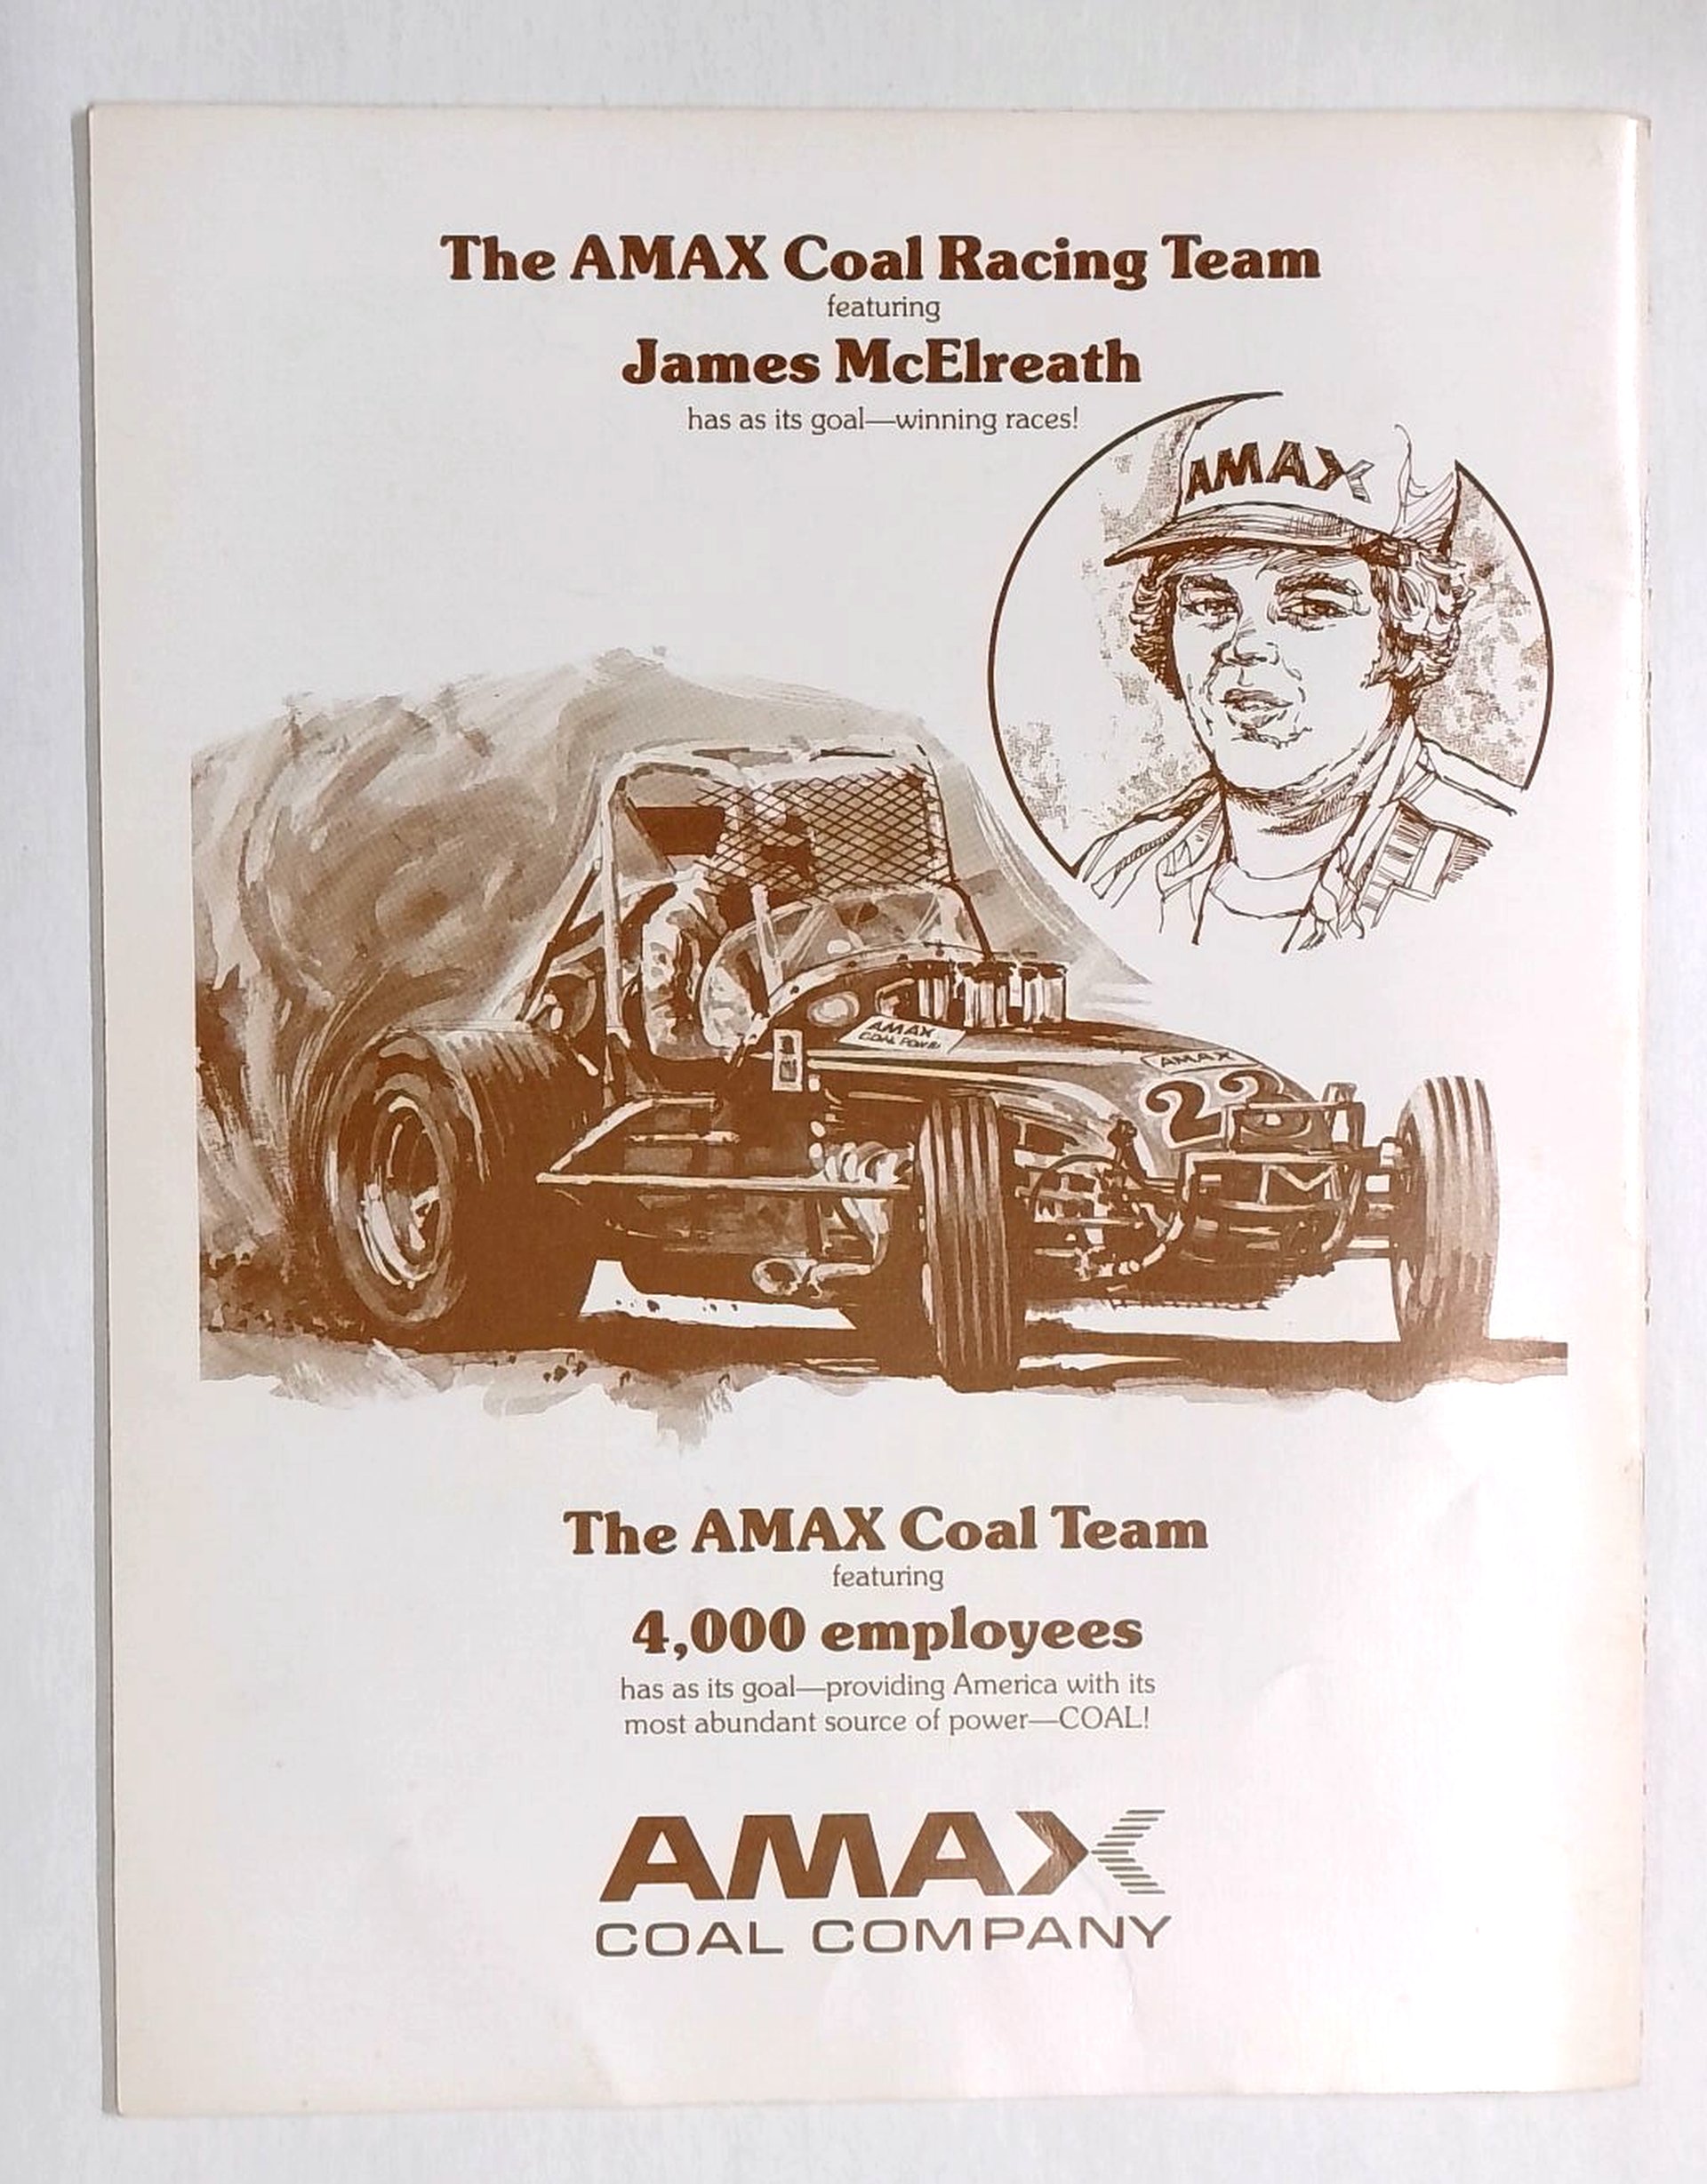 The AMAX Coal Racing Team
featuring
James McElreath
has as its goal—winning races!
AMAX
AMAX
COAL POWER
AMAX
23
The AMAX Coal Team
featuring
4,000 employees
has as its goal—providing America with its
most abundant source of power—COAL!
AMAX
COAL COMPANY